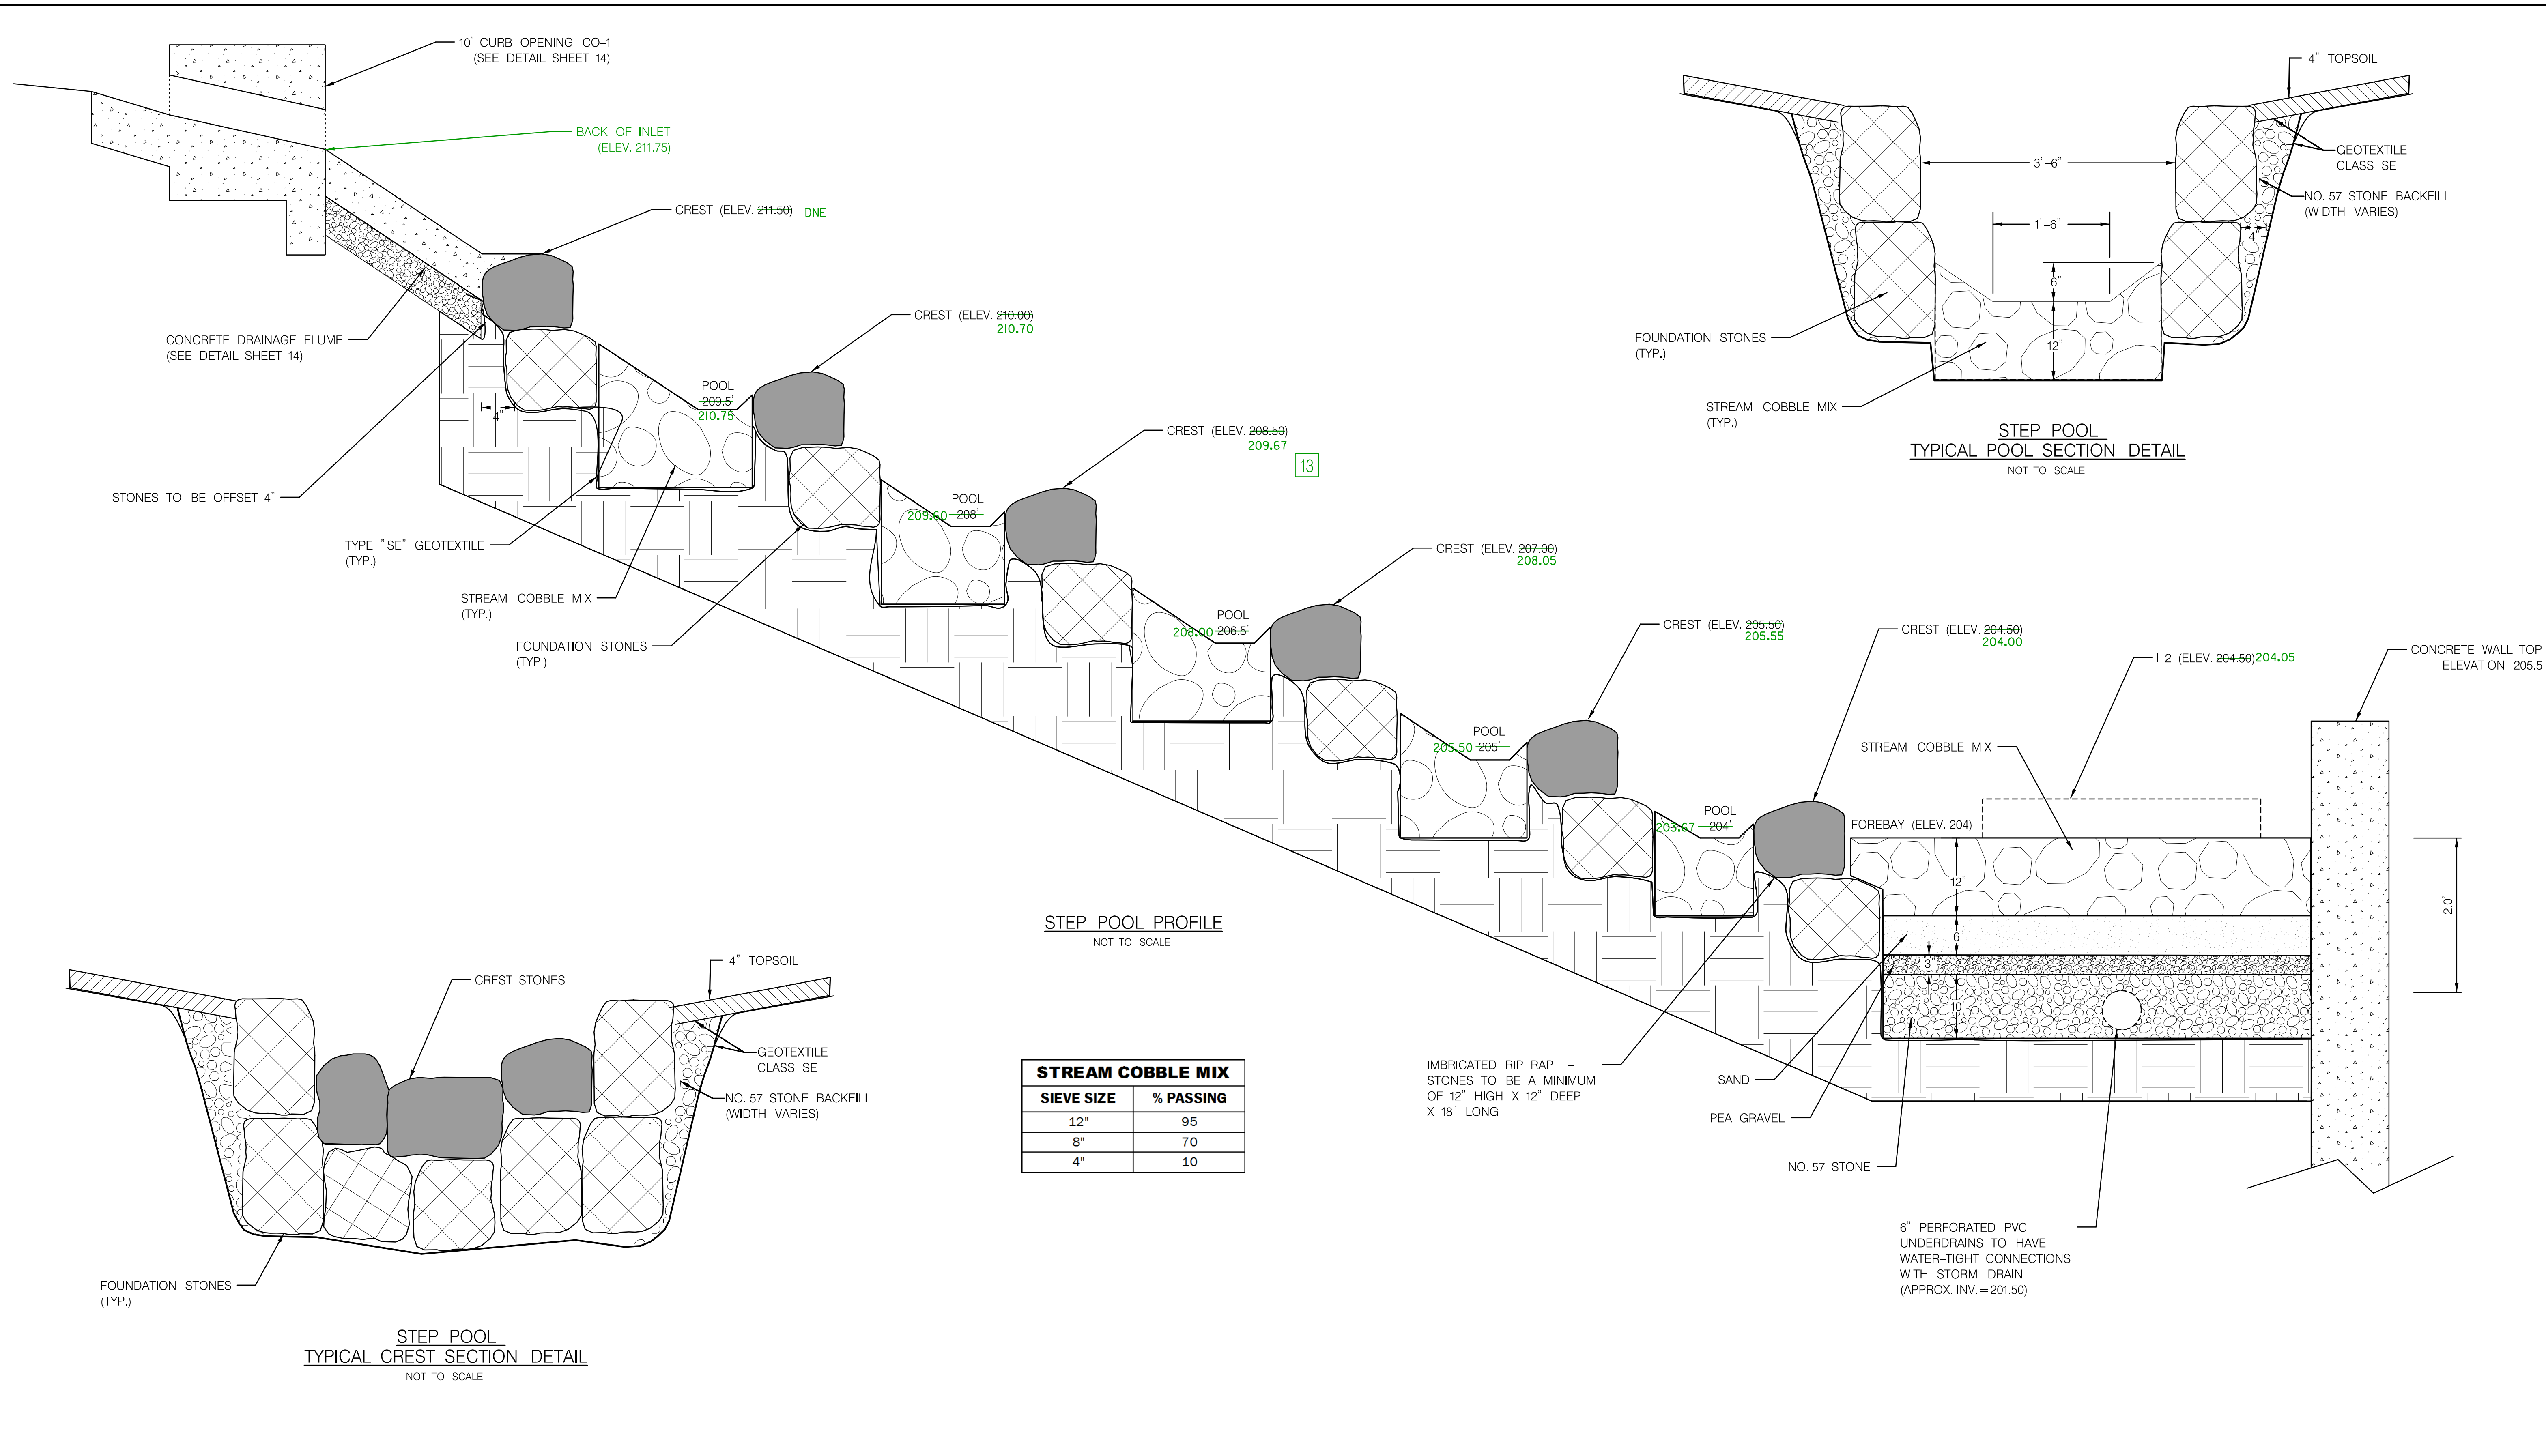 10' CURB OPENING CO-1
(SEE DETAIL SHEET 14)
BACK OF INLET
(ELEV. 211.75)
CREST (ELEV. 211.50) DNE
CREST (ELEV. 210.00)
210.70
CREST (ELEV. 208.50)
209.67
13
CREST (ELEV. 207.00)
208.05
CREST (ELEV. 205.50)
205.55
CREST (ELEV. 204.50)
204.00
I-2 (ELEV. 204.50) 204.05
CONCRETE WALL TOP
ELEVATION 205.5
CONCRETE DRAINAGE FLUME
(SEE DETAIL SHEET 14)
4"
STONES TO BE OFFSET 4"
TYPE "SE" GEOTEXTILE
(TYP.)
STREAM COBBLE MIX
(TYP.)
FOUNDATION STONES
(TYP.)
POOL
209.5'
210.75
POOL
209.60 208'
POOL
208.00 206.5'
POOL
205.50 205'
POOL
203.67 204'
STREAM COBBLE MIX
FOREBAY (ELEV. 204)
12"
6"
3"
10"
2.0'
IMBRICATED RIP RAP -
STONES TO BE A MINIMUM
OF 12" HIGH X 12" DEEP
X 18" LONG
SAND
PEA GRAVEL
NO. 57 STONE
6" PERFORATED PVC
UNDERDRAINS TO HAVE
WATER-TIGHT CONNECTIONS
WITH STORM DRAIN
(APPROX. INV. = 201.50)
STEP POOL PROFILE
NOT TO SCALE
4" TOPSOIL
GEOTEXTILE
CLASS SE
NO. 57 STONE BACKFILL
(WIDTH VARIES)
3'-6"
1'-6"
4"
6"
12"
FOUNDATION STONES
(TYP.)
STREAM COBBLE MIX
(TYP.)
STEP POOL
TYPICAL POOL SECTION DETAIL
NOT TO SCALE
4" TOPSOIL
CREST STONES
GEOTEXTILE
CLASS SE
NO. 57 STONE BACKFILL
(WIDTH VARIES)
FOUNDATION STONES
(TYP.)
STEP POOL
TYPICAL CREST SECTION DETAIL
NOT TO SCALE
STREAM COBBLE MIX
SIEVE SIZE % PASSING
12" 95
8" 70
4" 10